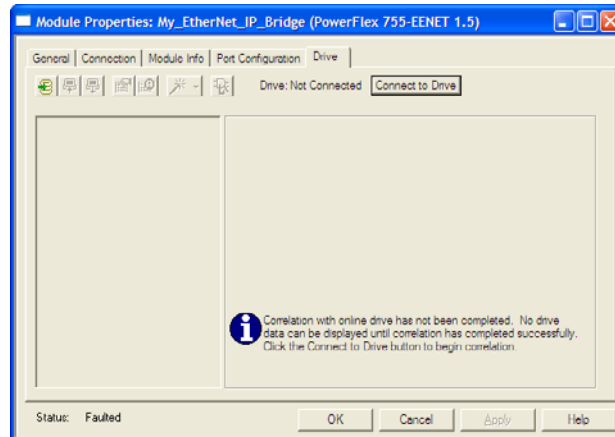 Module Properties: My_EtherNet_IP_Bridge (PowerFlex 755-EENET 1.5)
General Connection Module Info Port Configuration Drive
Drive: Not Connected Connect to Drive
Correlation with online drive has not been completed. No drive
data can be displayed until correlation has completed successfully.
Click the Connect to Drive button to begin correlation.
Status: Faulted OK Cancel Apply Help